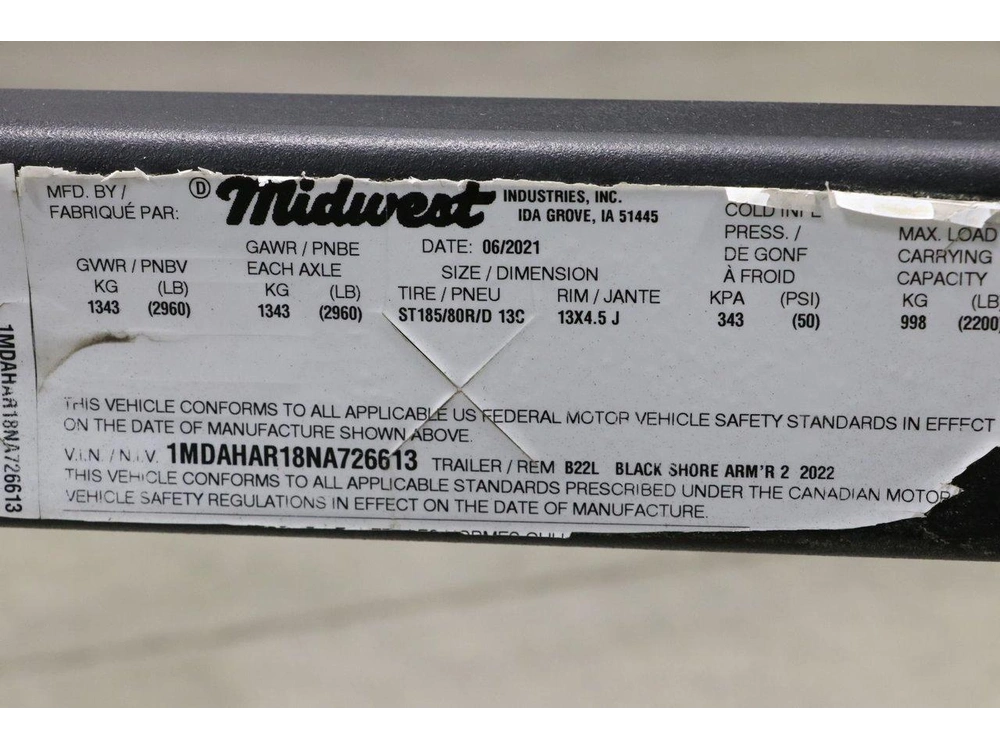 MFD. BY /
FABRIQUÉ PAR:
D Midwest
INDUSTRIES, INC.
IDA GROVE, IA 51445
DATE: 06/2021
GVWR / PNBV
KG (LB)
1343 (2960)
GAWR / PNBE
EACH AXLE
KG (LB)
1343 (2960)
SIZE / DIMENSION
TIRE / PNEU RIM / JANTE
ST185/80R/D 13C 13X4.5 J
COLD INFL
PRESS. /
DE GONF
À FROID
KPA (PSI)
343 (50)
MAX. LOAD
CARRYING
CAPACITY
KG (LB
998 (2200
THIS VEHICLE CONFORMS TO ALL APPLICABLE US FEDERAL MOTOR VEHICLE SAFETY STANDARDS IN EFFECT
ON THE DATE OF MANUFACTURE SHOWN ABOVE.
V.I.N. / N.I.V. 1MDAHAR18NA726613 TRAILER / REM B22L BLACK SHORE ARM'R 2 2022
THIS VEHICLE CONFORMS TO ALL APPLICABLE STANDARDS PRESCRIBED UNDER THE CANADIAN MOTOR
VEHICLE SAFETY REGULATIONS IN EFFECT ON THE DATE OF MANUFACTURE.
1MDAHAR18NA726613